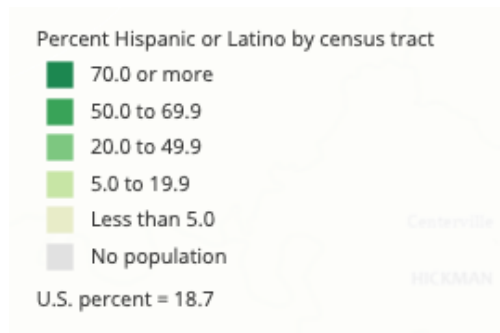 Percent Hispanic or Latino by census tract
70.0 or more
50.0 to 69.9
20.0 to 49.9
5.0 to 19.9
Less than 5.0
Centerville
No population
HICKMAN
U.S. percent = 18.7